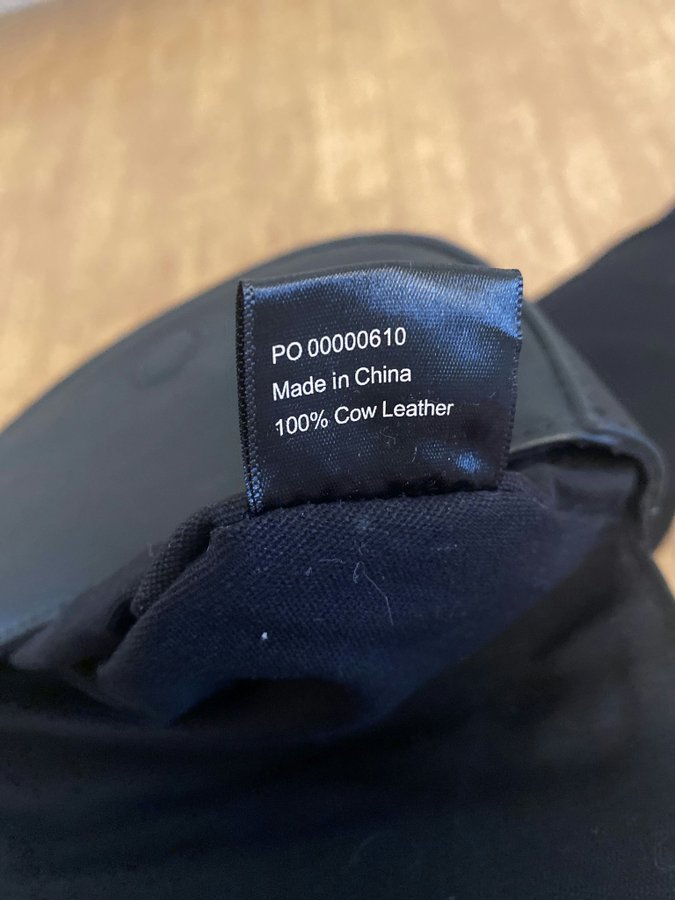 PO 00000610
Made in China
100% Cow Leather